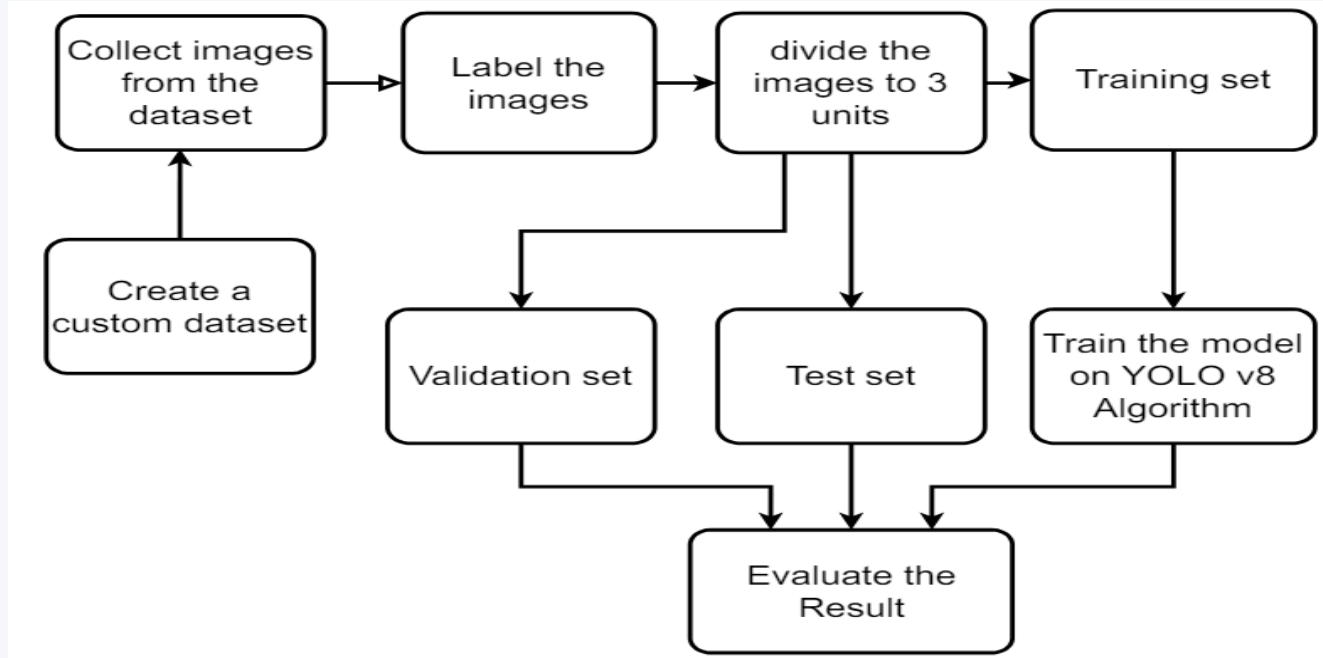 Collect images
from the
dataset
Label the
images
divide the
images to 3
units
Training set
Create a
custom dataset
Validation set
Test set
Train the model
on YOLO v8
Algorithm
Evaluate the
Result